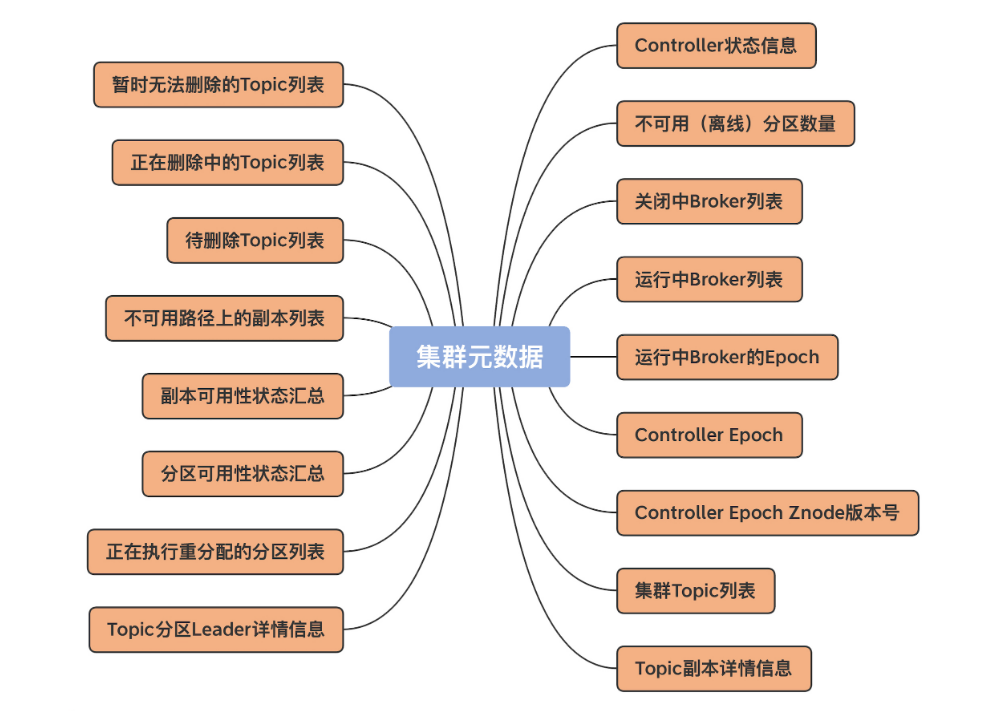 集群元数据
Controller状态信息
不可用（离线）分区数量
关闭中Broker列表
运行中Broker列表
运行中Broker的Epoch
Controller Epoch
Controller Epoch Znode版本号
集群Topic列表
Topic副本详情信息
暂时无法删除的Topic列表
正在删除中的Topic列表
待删除Topic列表
不可用路径上的副本列表
副本可用性状态汇总
分区可用性状态汇总
正在执行重分配的分区列表
Topic分区Leader详情信息